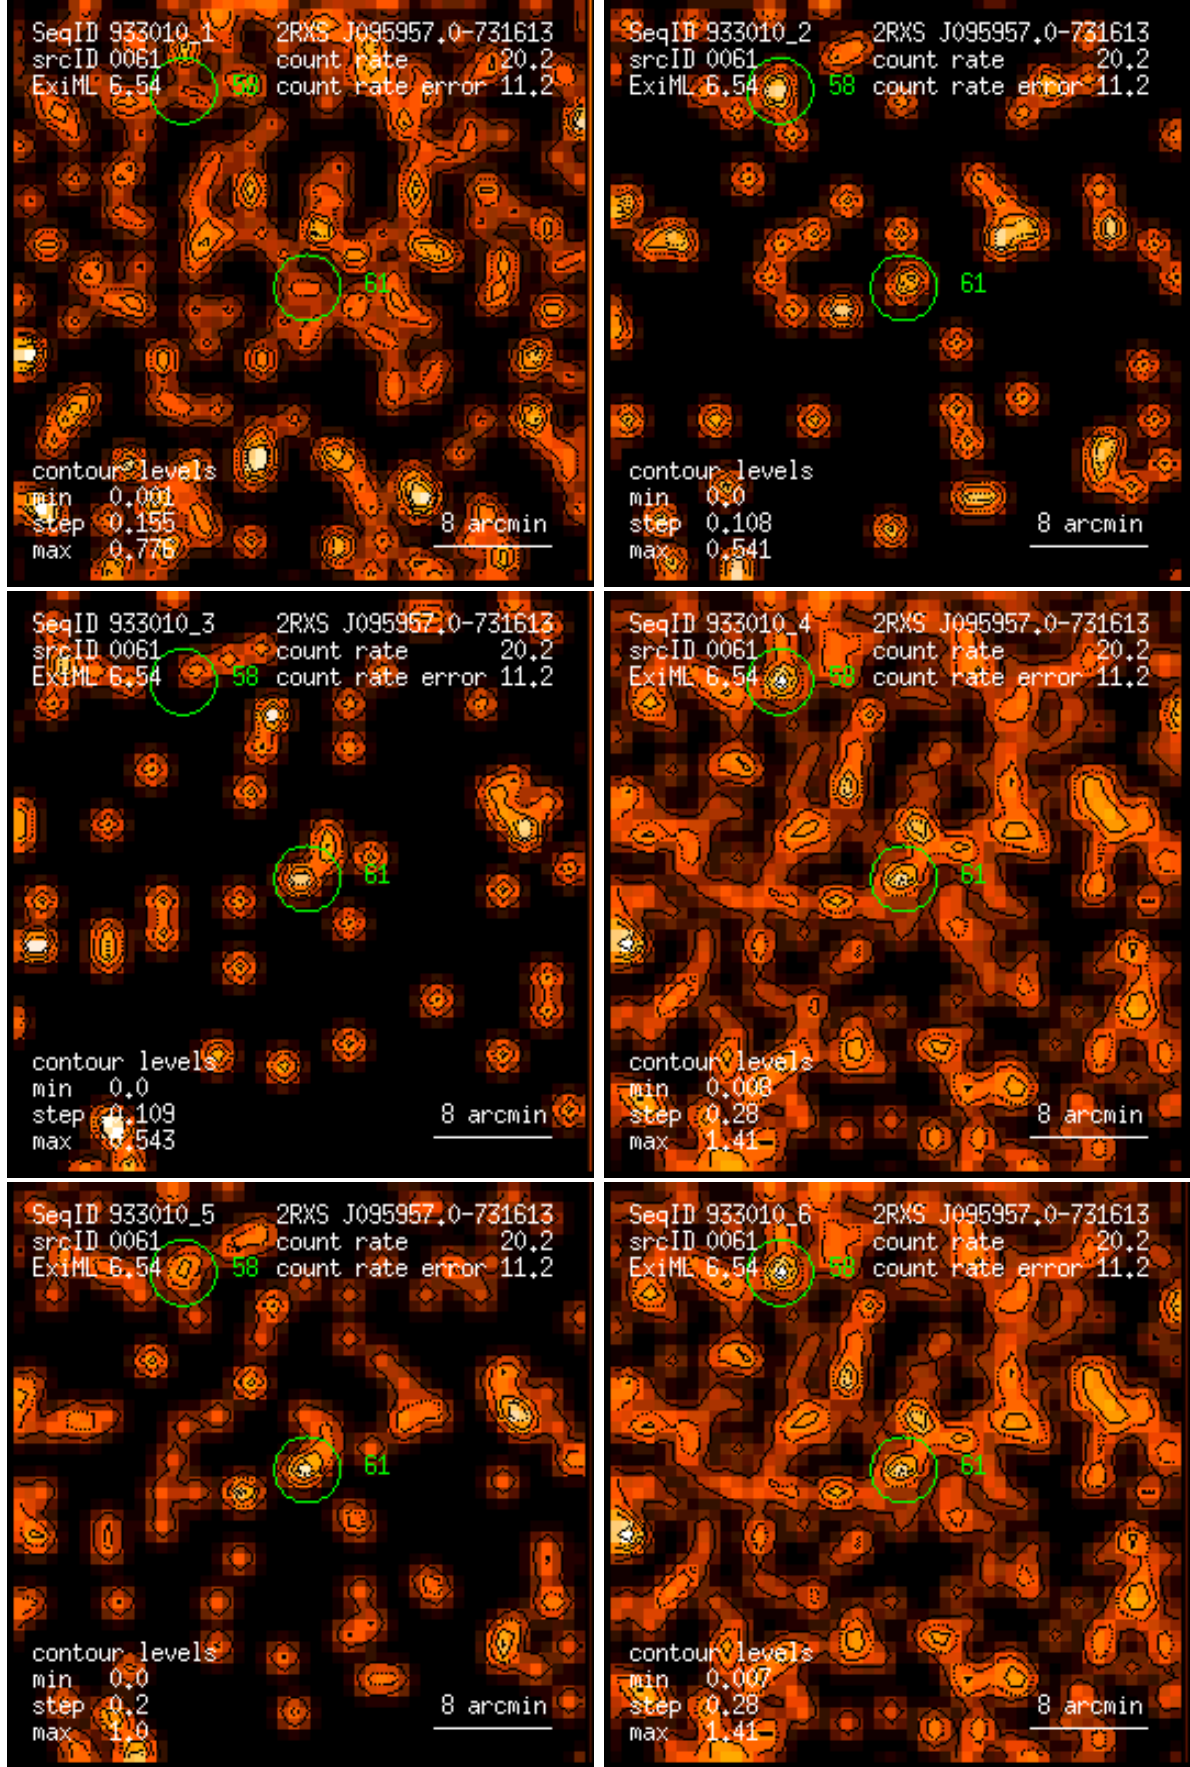 SeqID 933010_1 2RXS J095957.0-731613
srcID 0061 count rate 20.2
ExiML 6.54 58 count rate error 11.2
61
contour levels
min 0.001
step 0.155
max 0.776
8 arcmin
SeqID 933010_2 2RXS J095957.0-731613
srcID 0061 count rate 20.2
ExiML 6.54 58 count rate error 11.2
61
contour levels
min 0.0
step 0.108
max 0.541
8 arcmin
SeqID 933010_3 2RXS J095957.0-731613
srcID 0061 count rate 20.2
ExiML 6.54 58 count rate error 11.2
61
contour levels
min 0.0
step 0.109
max 0.543
8 arcmin
SeqID 933010_4 2RXS J095957.0-731613
srcID 0061 count rate 20.2
ExiML 6.54 58 count rate error 11.2
61
contour levels
min 0.008
step 0.28
max 1.41
8 arcmin
SeqID 933010_5 2RXS J095957.0-731613
srcID 0061 count rate 20.2
ExiML 6.54 58 count rate error 11.2
61
contour levels
min 0.0
step 0.2
max 1.0
8 arcmin
SeqID 933010_6 2RXS J095957.0-731613
srcID 0061 count rate 20.2
ExiML 6.54 58 count rate error 11.2
61
contour levels
min 0.007
step 0.28
max 1.41
8 arcmin